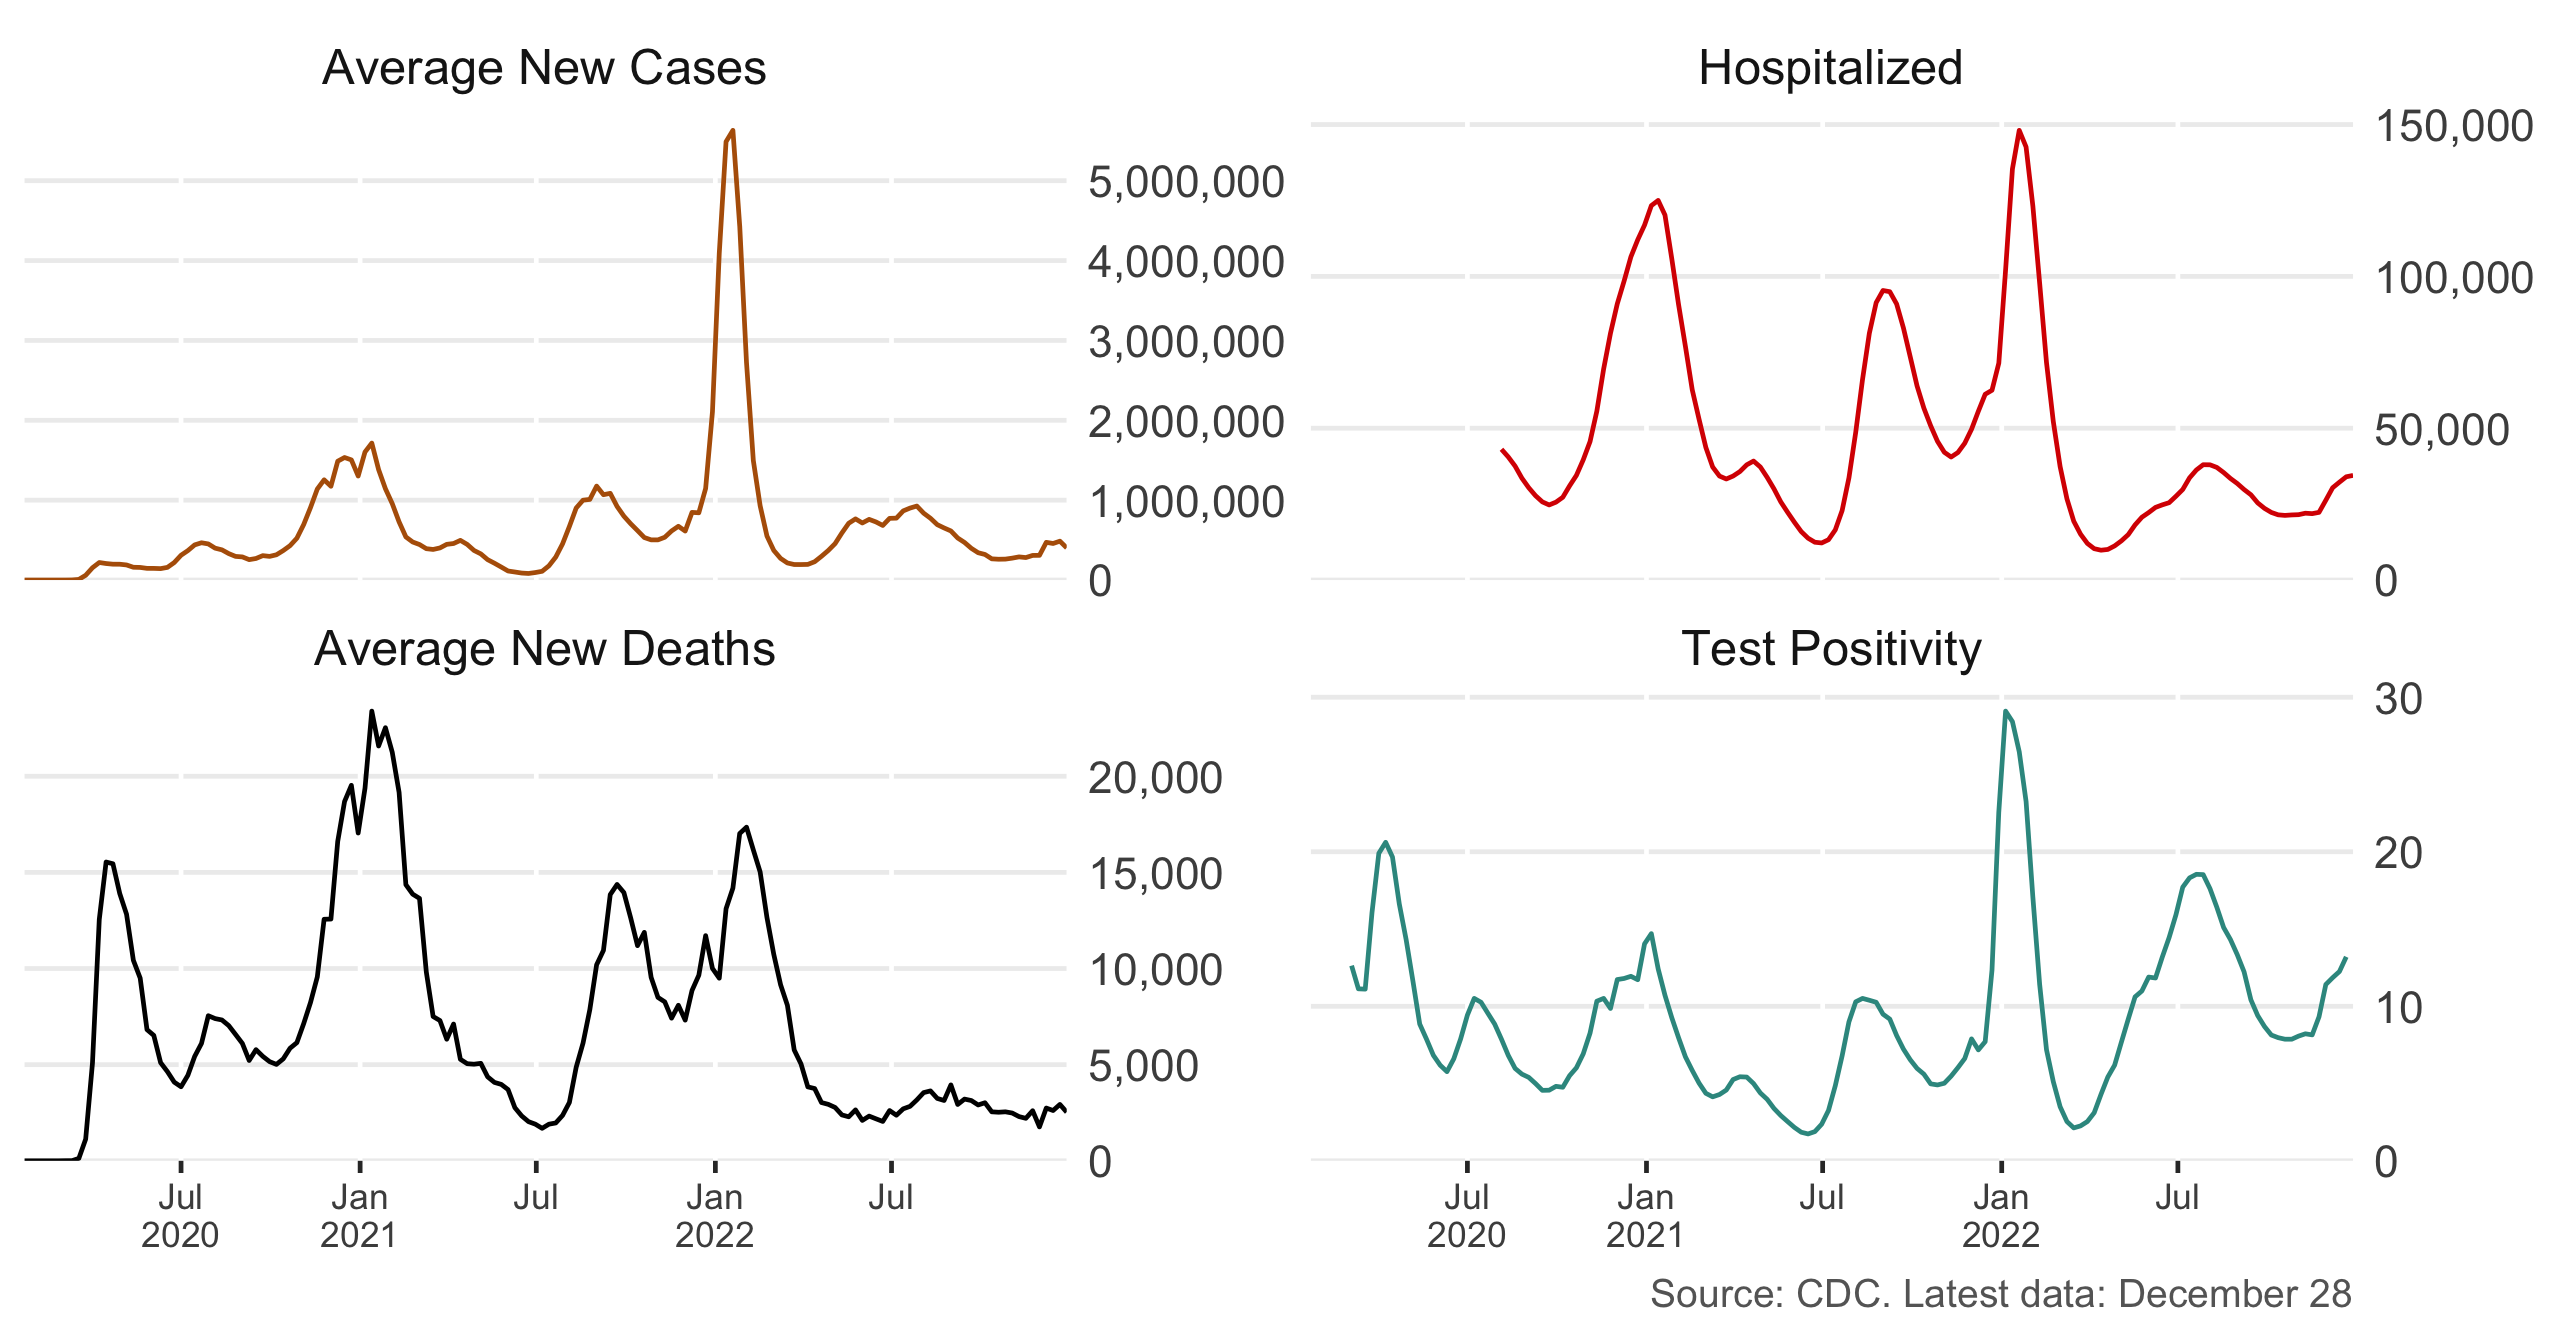 Average New Cases
5,000,000
4,000,000
3,000,000
2,000,000
1,000,000
0
Hospitalized
150,000
100,000
50,000
0
Average New Deaths
20,000
15,000
10,000
5,000
0
Jul
2020
Jan
2021
Jul
Jan
2022
Jul
Test Positivity
30
20
10
0
Jul
2020
Jan
2021
Jul
Jan
2022
Jul
Source: CDC. Latest data: December 28